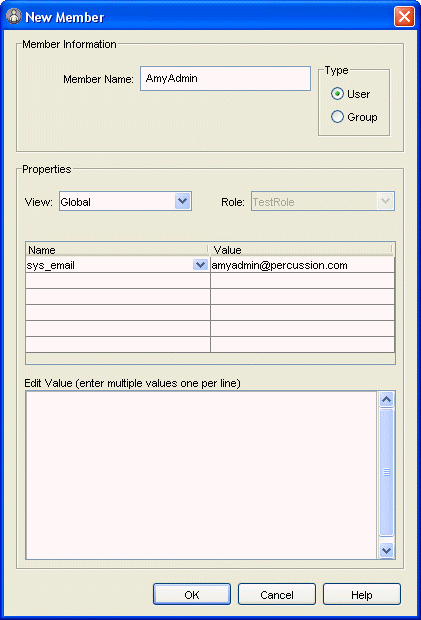 New Member
Member Information
Member Name: AmyAdmin
Type
User
Group
Properties
View: Global Role: TestRole
Name Value
sys_email amyadmin@percussion.com
Edit Value (enter multiple values one per line)
OK Cancel Help